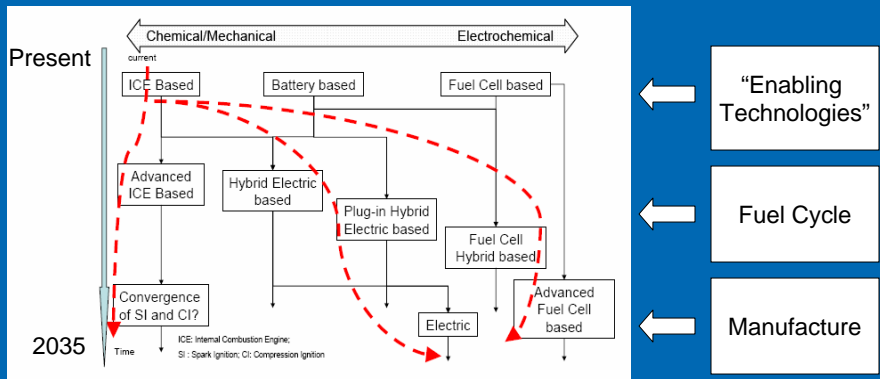 Chemical/Mechanical
Electrochemical
Present
current
ICE Based
Battery based
Fuel Cell based
“Enabling
Technologies”
Advanced
ICE Based
Hybrid Electric
based
Plug-in Hybrid
Electric based
Fuel Cell
Hybrid based
Fuel Cycle
Convergence
of SI and CI?
Electric
Advanced
Fuel Cell
based
Manufacture
2035
Time
ICE: Internal Combustion Engine;
SI : Spark Ignition; CI: Compression Ignition